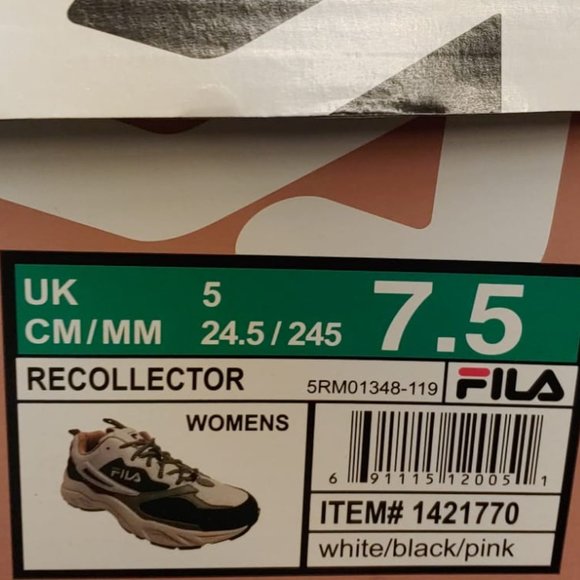 UK 5 7.5
CM/MM 24.5/245
RECOLLECTOR 5RM01348-119 FILA
WOMENS
FILA
6 91115 12005 1
ITEM# 1421770
white/black/pink